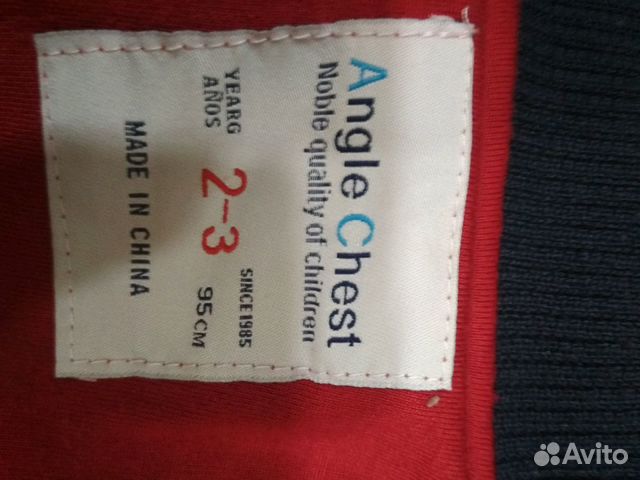 Angle Chest
Noble quality of children
YEARG
AÑOS
2-3
SINCE1985
95CM
MADE IN CHINA
Avito